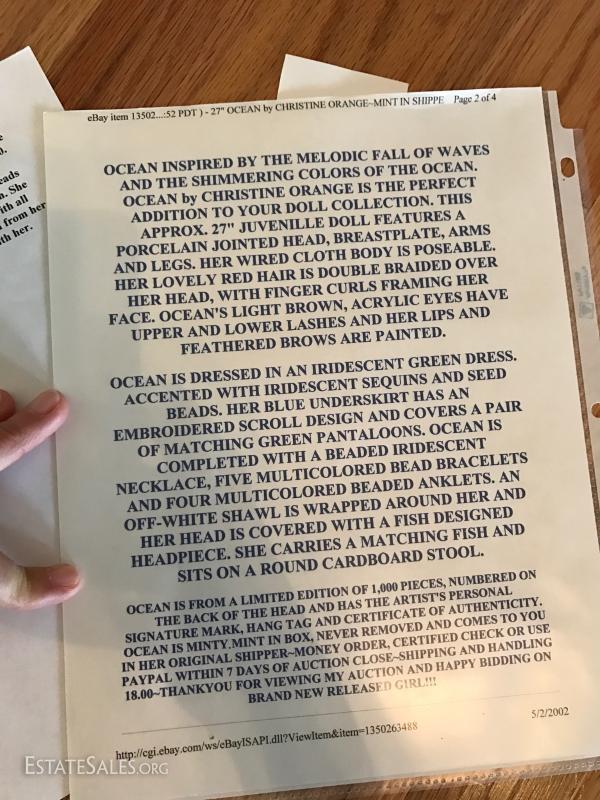 eBay item 13502...:52 PDT ) - 27" OCEAN by CHRISTINE ORANGE~MINT IN SHIPPE Page 2 of 4
OCEAN INSPIRED BY THE MELODIC FALL OF WAVES
AND THE SHIMMERING COLORS OF THE OCEAN.
OCEAN by CHRISTINE ORANGE IS THE PERFECT
ADDITION TO YOUR DOLL COLLECTION. THIS
APPROX. 27" JUVENILLE DOLL FEATURES A
PORCELAIN JOINTED HEAD, BREASTPLATE, ARMS
AND LEGS. HER WIRED CLOTH BODY IS POSEABLE.
HER LOVELY RED HAIR IS DOUBLE BRAIDED OVER
HER HEAD, WITH FINGER CURLS FRAMING HER
FACE. OCEAN'S LIGHT BROWN, ACRYLIC EYES HAVE
UPPER AND LOWER LASHES AND HER LIPS AND
FEATHERED BROWS ARE PAINTED.
OCEAN IS DRESSED IN AN IRIDESCENT GREEN DRESS.
ACCENTED WITH IRIDESCENT SEQUINS AND SEED
BEADS. HER BLUE UNDERSKIRT HAS AN
EMBROIDERED SCROLL DESIGN AND COVERS A PAIR
OF MATCHING GREEN PANTALOONS. OCEAN IS
COMPLETED WITH A BEADED IRIDESCENT
NECKLACE, FIVE MULTICOLORED BEAD BRACELETS
AND FOUR MULTICOLORED BEADED ANKLETS. AN
OFF-WHITE SHAWL IS WRAPPED AROUND HER AND
HER HEAD IS COVERED WITH A FISH DESIGNED
HEADPIECE. SHE CARRIES A MATCHING FISH AND
SITS ON A ROUND CARDBOARD STOOL.
OCEAN IS FROM A LIMITED EDITION OF 1,000 PIECES, NUMBERED ON
THE BACK OF THE HEAD AND HAS THE ARTIST'S PERSONAL
SIGNATURE MARK, HANG TAG AND CERTIFICATE OF AUTHENTICITY.
OCEAN IS MINTY.MINT IN BOX, NEVER REMOVED AND COMES TO YOU
IN HER ORIGINAL SHIPPER~MONEY ORDER, CERTIFIED CHECK OR USE
PAYPAL WITHIN 7 DAYS OF AUCTION CLOSE~SHIPPING AND HANDLING
18.00~THANKYOU FOR VIEWING MY AUCTION AND HAPPY BIDDING ON
BRAND NEW RELEASED GIRL!!!
http://cgi.ebay.com/ws/eBayISAPI.dll?ViewItem&item=1350263488
5/2/2002
eads
a. She
ith all
from her
th her.
ESTATESALES.ORG